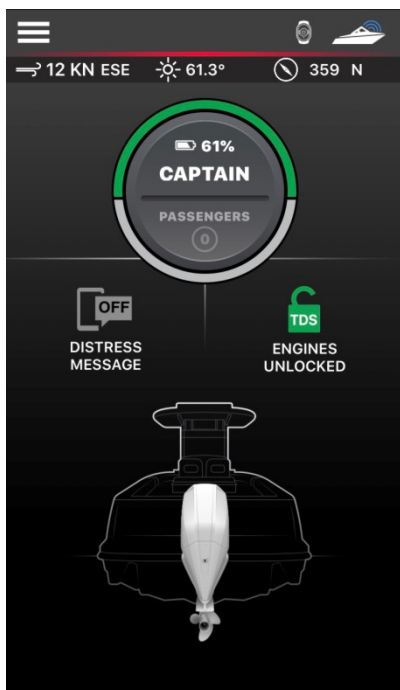 12 KN ESE 61.3° 359 N
61%
CAPTAIN
PASSENGERS
0
OFF
DISTRESS
MESSAGE
TDS
ENGINES
UNLOCKED